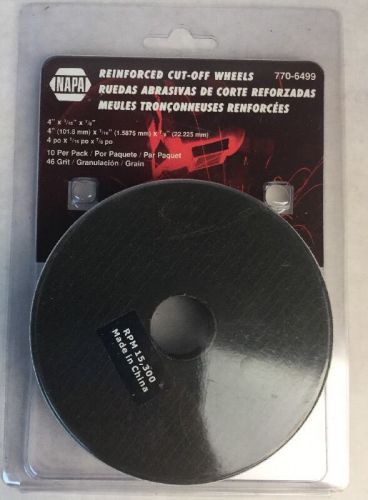 NAPA
REINFORCED CUT-OFF WHEELS 770-6499
RUEDAS ABRASIVAS DE CORTE REFORZADAS
MEULES TRONÇONNEUSES RENFORCÉES
4" x 1/16" x 7/8"
4" (101.6 mm) x 1/16" (1.5875 mm) x 7/8" (22.225 mm)
4 po x 1/16 po x 7/8 po
10 Per Pack / Por Paquete / Par Paquet
46 Grit / Granulación / Grain
RPM 15,300
Made in China